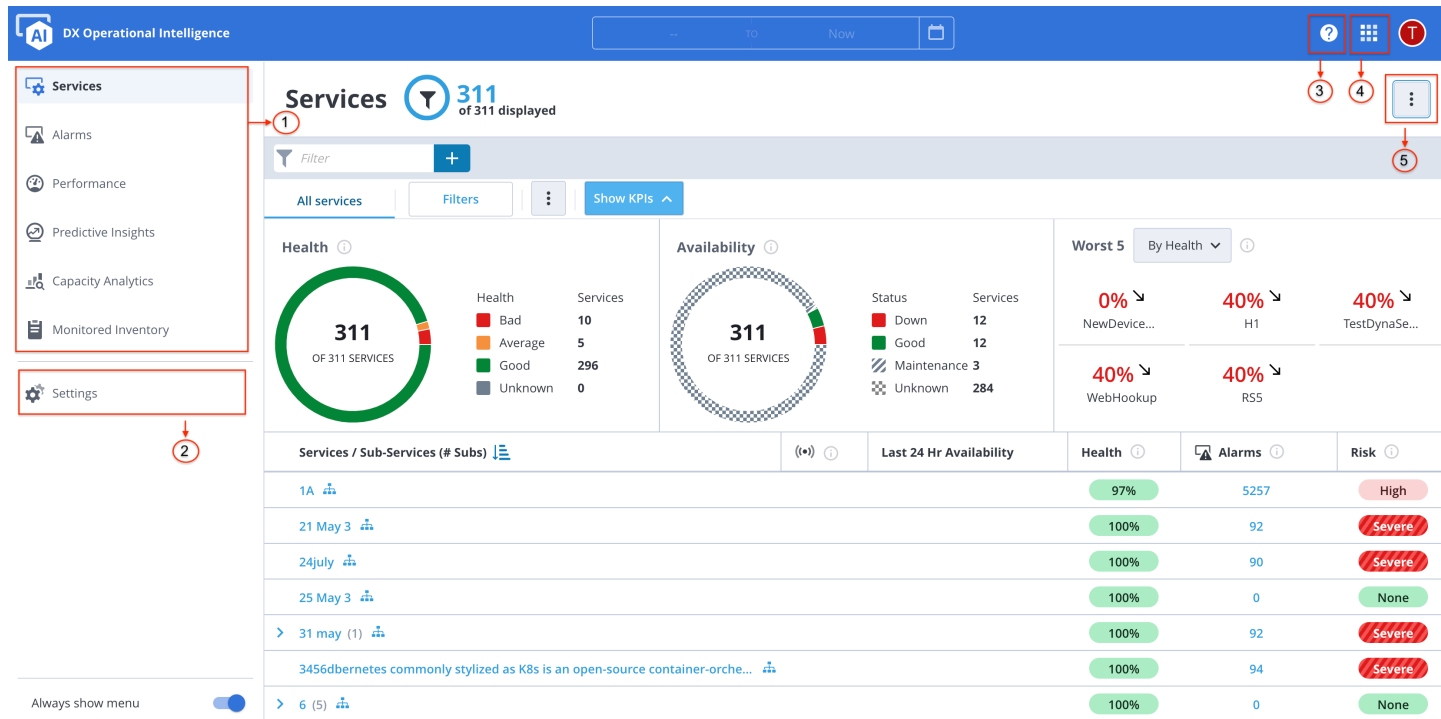 AI DX Operational Intelligence -- TO Now ? T
Services
Alarms
Performance
Predictive Insights
Capacity Analytics
Monitored Inventory
Settings
Always show menu
1
2
3
4
5
Services 311 of 311 displayed
Filter +
All services Filters Show KPIs
Health
311
OF 311 SERVICES
Health Services
Bad 10
Average 5
Good 296
Unknown 0
Availability
311
OF 311 SERVICES
Status Services
Down 12
Good 12
Maintenance 3
Unknown 284
Worst 5 By Health
0% 40% 40%
NewDevice... H1 TestDynaSe...
40% 40%
WebHookup RS5
Services / Sub-Services (# Subs) Last 24 Hr Availability Health Alarms Risk
1A 97% 5257 High
21 May 3 100% 92 Severe
24july 100% 90 Severe
25 May 3 100% 0 None
31 may (1) 100% 92 Severe
3456dbernetes commonly stylized as K8s is an open-source container-orche... 100% 94 Severe
6 (5) 100% 0 None